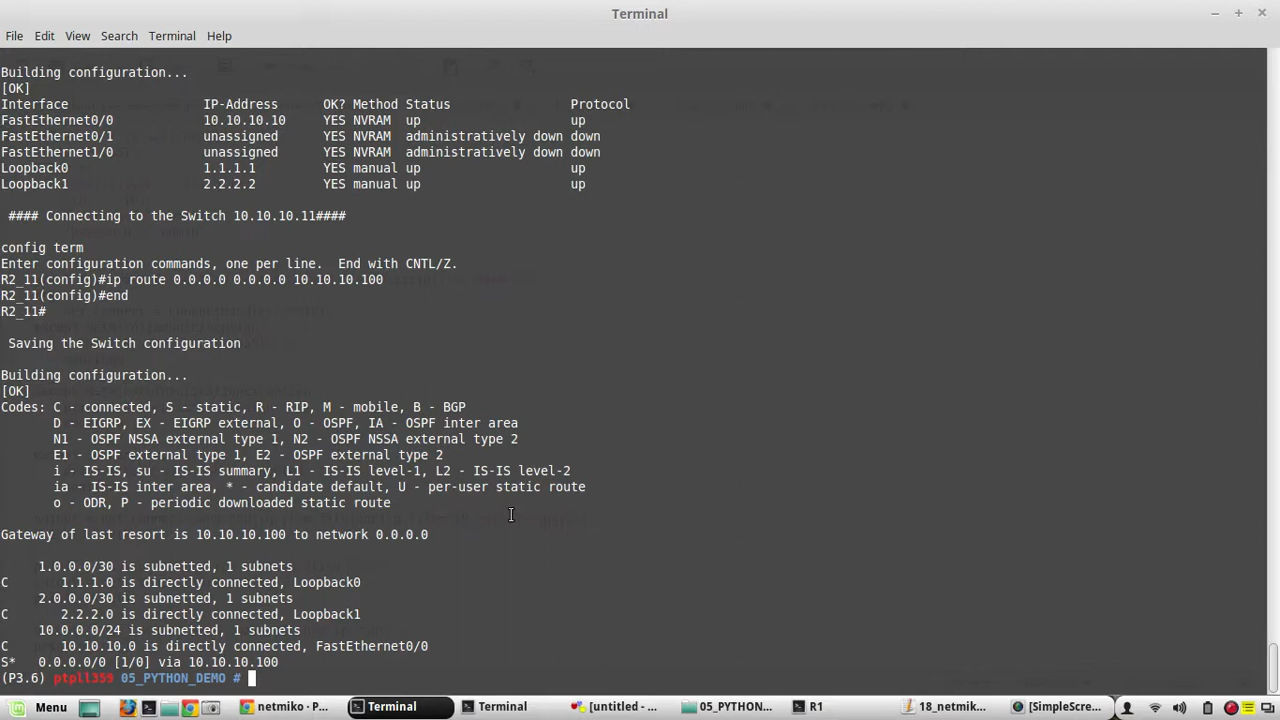 Terminal
File Edit View Search Terminal Help
Building configuration...
[OK]
Interface IP-Address OK? Method Status Protocol
FastEthernet0/0 10.10.10.10 YES NVRAM up up
FastEthernet0/1 unassigned YES NVRAM administratively down down
FastEthernet1/0 unassigned YES NVRAM administratively down down
Loopback0 1.1.1.1 YES manual up up
Loopback1 2.2.2.2 YES manual up up
#### Connecting to the Switch 10.10.10.11####
config term
Enter configuration commands, one per line.  End with CNTL/Z.
R2_11(config)#ip route 0.0.0.0 0.0.0.0 10.10.10.100
R2_11(config)#end
R2_11#
Saving the Switch configuration
Building configuration...
[OK]
Codes: C - connected, S - static, R - RIP, M - mobile, B - BGP
D - EIGRP, EX - EIGRP external, O - OSPF, IA - OSPF inter area
N1 - OSPF NSSA external type 1, N2 - OSPF NSSA external type 2
E1 - OSPF external type 1, E2 - OSPF external type 2
i - IS-IS, su - IS-IS summary, L1 - IS-IS level-1, L2 - IS-IS level-2
ia - IS-IS inter area, * - candidate default, U - per-user static route
o - ODR, P - periodic downloaded static route
Gateway of last resort is 10.10.10.100 to network 0.0.0.0
1.0.0.0/30 is subnetted, 1 subnets
C 1.1.1.0 is directly connected, Loopback0
2.0.0.0/30 is subnetted, 1 subnets
C 2.2.2.0 is directly connected, Loopback1
10.0.0.0/24 is subnetted, 1 subnets
C 10.10.10.0 is directly connected, FastEthernet0/0
S* 0.0.0.0/0 [1/0] via 10.10.10.100
(P3.6) ptpll359 05_PYTHON_DEMO #
Menu netmiko - P... Terminal Terminal [untitled - ... 05_PYTHON... R1 18_netmik... [SimpleScre...